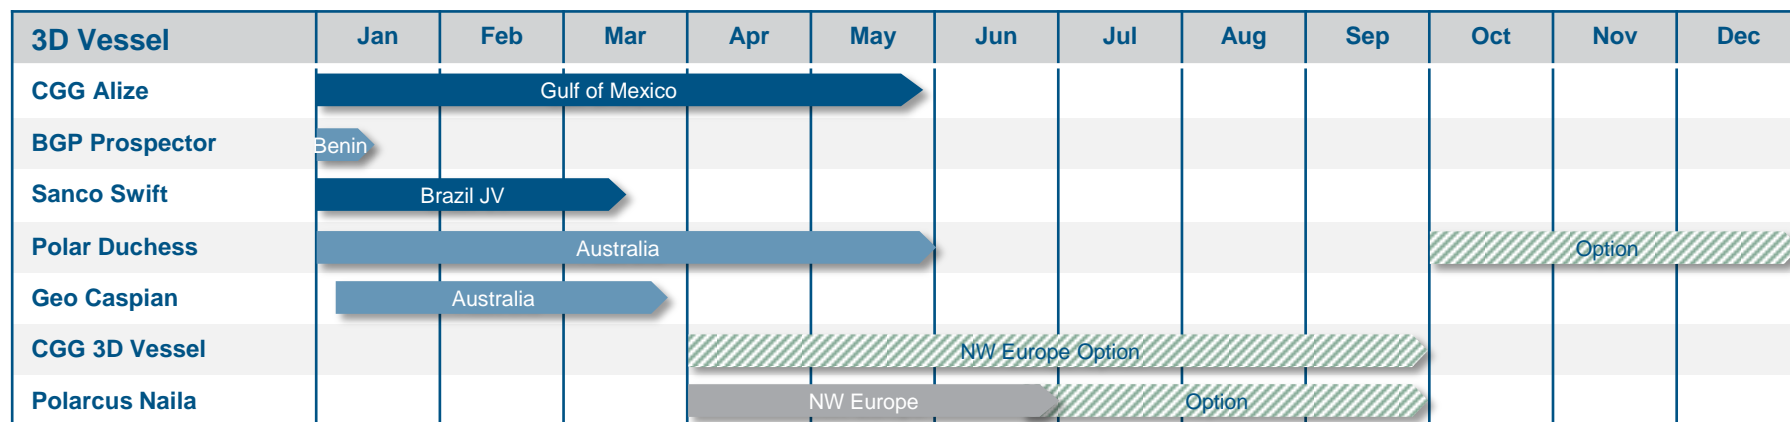 3D Vessel Jan Feb Mar Apr May Jun Jul Aug Sep Oct Nov Dec
CGG Alize Gulf of Mexico
BGP Prospector Benin
Sanco Swift Brazil JV
Polar Duchess Australia Option
Geo Caspian Australia
CGG 3D Vessel NW Europe Option
Polarcus Naila NW Europe Option